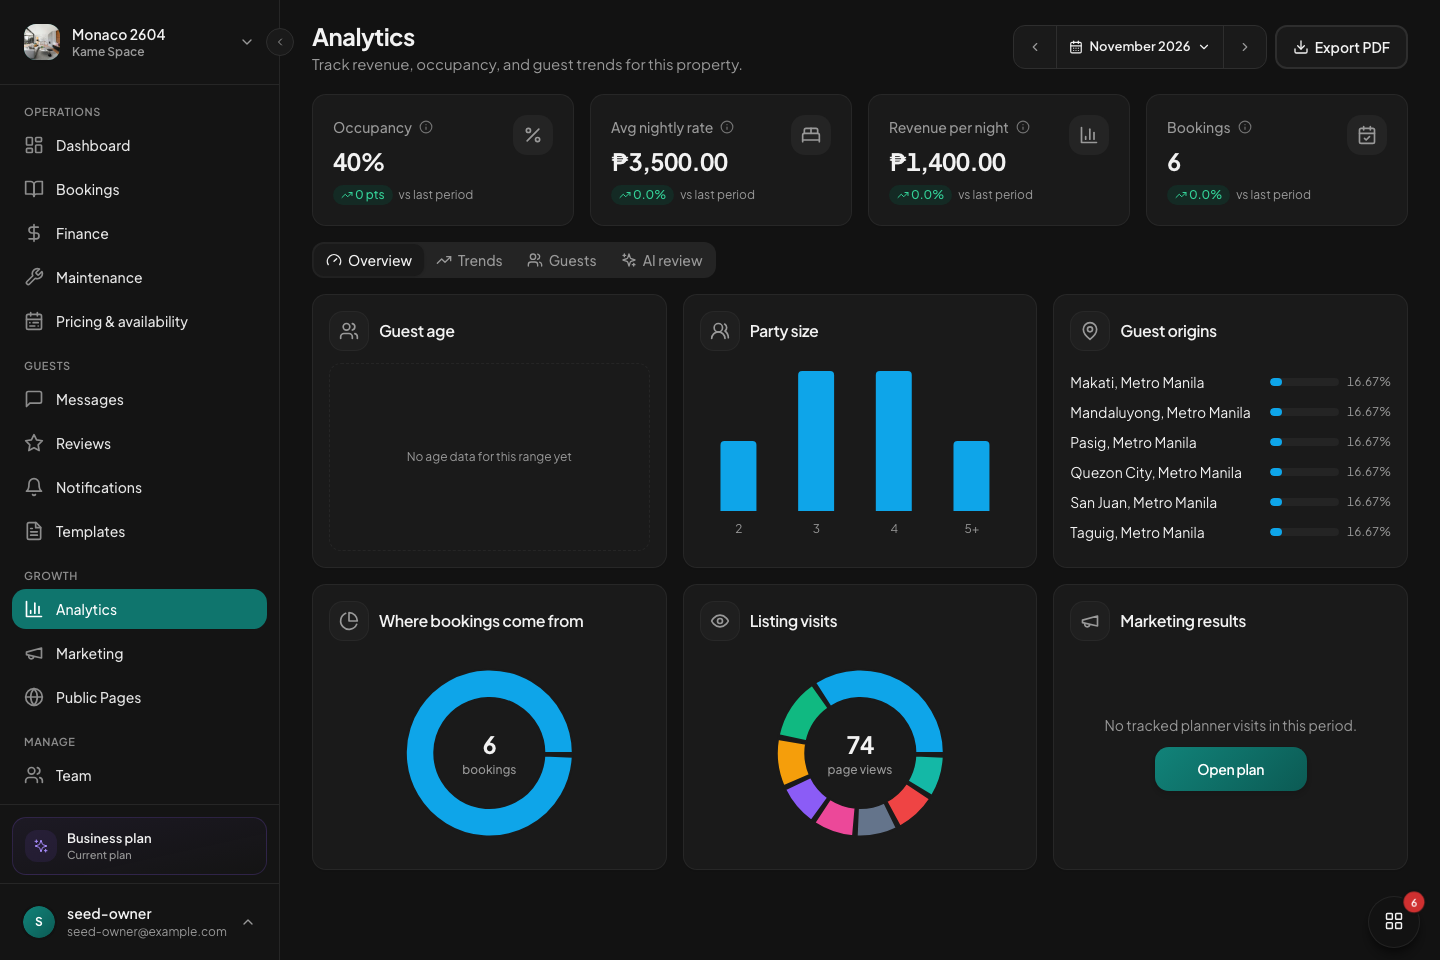 Monaco 2604
Kame Space
OPERATIONS
Dashboard
Bookings
Finance
Maintenance
Pricing & availability
GUESTS
Messages
Reviews
Notifications
Templates
GROWTH
Analytics
Marketing
Public Pages
MANAGE
Team
Business plan
Current plan
S
seed-owner
seed-owner@example.com
Analytics
Track revenue, occupancy, and guest trends for this property.
November 2026
Export PDF
Occupancy
40%
0 pts vs last period
Avg nightly rate
₱3,500.00
0.0% vs last period
Revenue per night
₱1,400.00
0.0% vs last period
Bookings
6
0.0% vs last period
Overview Trends Guests AI review
Guest age
No age data for this range yet
Party size
2 3 4 5+
Guest origins
Makati, Metro Manila 16.67%
Mandaluyong, Metro Manila 16.67%
Pasig, Metro Manila 16.67%
Quezon City, Metro Manila 16.67%
San Juan, Metro Manila 16.67%
Taguig, Metro Manila 16.67%
Where bookings come from
6
bookings
Listing visits
74
page views
Marketing results
No tracked planner visits in this period.
Open plan
6